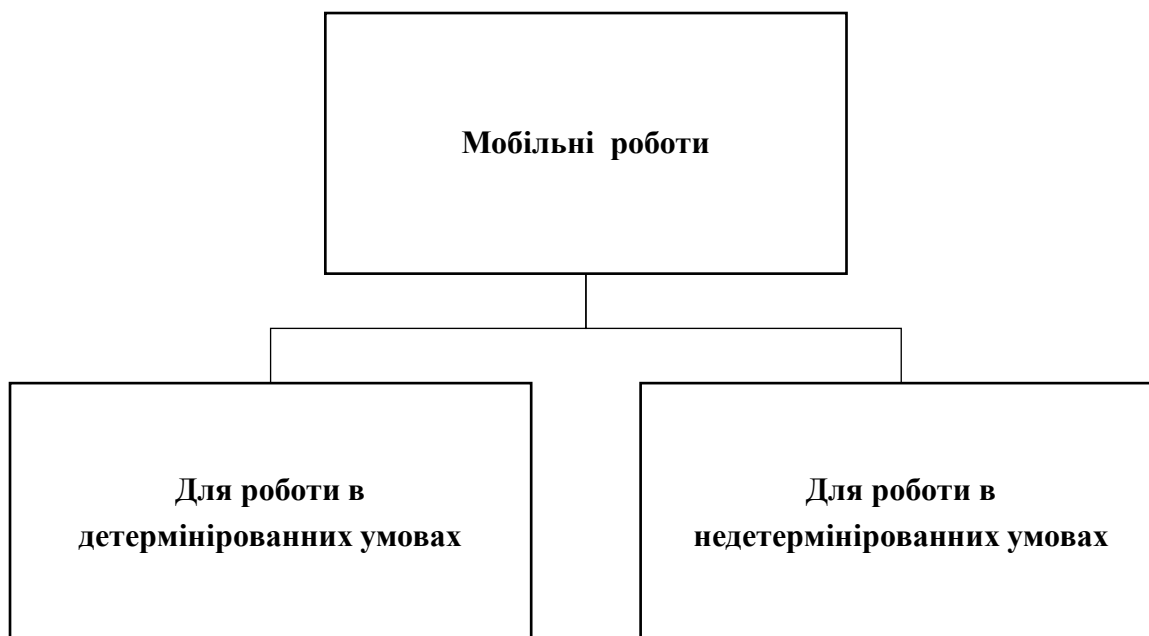 Мобільні роботи
Для роботи в
детермінірованних умовах
Для роботи в
недетермінірованних умовах